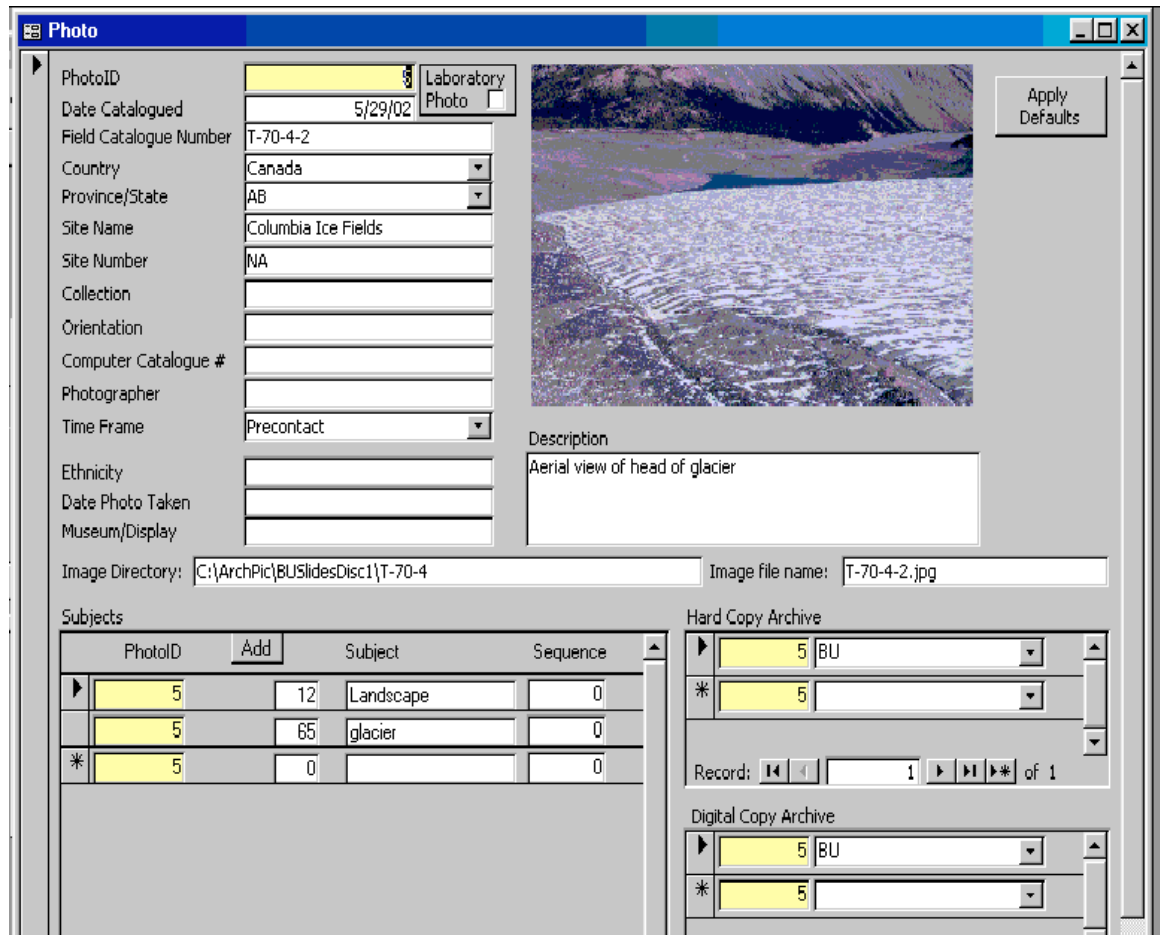 Photo
PhotoID 5
Laboratory
Photo
Apply
Defaults
Date Catalogued 5/29/02
Field Catalogue Number T-70-4-2
Country Canada
Province/State AB
Site Name Columbia Ice Fields
Site Number NA
Collection
Orientation
Computer Catalogue #
Photographer
Time Frame Precontact
Description
Aerial view of head of glacier
Ethnicity
Date Photo Taken
Museum/Display
Image Directory: C:\ArchPic\BUSlidesDisc1\T-70-4 Image file name: T-70-4-2.jpg
Subjects
PhotoID Add Subject Sequence
5 12 Landscape 0
5 65 glacier 0
* 5 0 0
Hard Copy Archive
5 BU
* 5
Record: 1 of 1
Digital Copy Archive
5 BU
* 5